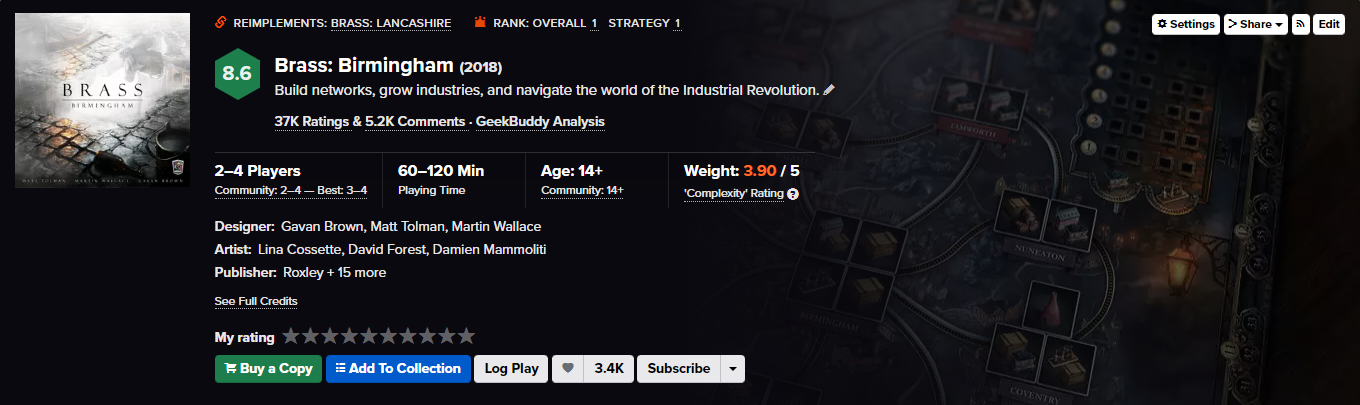 REIMPLEMENTS: BRASS: LANCASHIRE RANK: OVERALL 1 STRATEGY 1
Settings Share Edit
BRASS
BIRMINGHAM
MATT TOLMAN MARTIN WALLACE GAVAN BROWN
8.6
Brass: Birmingham (2018)
Build networks, grow industries, and navigate the world of the Industrial Revolution.
37K Ratings & 5.2K Comments · GeekBuddy Analysis
2–4 Players
Community: 2–4 — Best: 3–4
60–120 Min
Playing Time
Age: 14+
Community: 14+
Weight: 3.90 / 5
'Complexity' Rating ?
Designer: Gavan Brown, Matt Tolman, Martin Wallace
Artist: Lina Cossette, David Forest, Damien Mammoliti
Publisher: Roxley + 15 more
See Full Credits
My rating
Buy a Copy Add To Collection Log Play 3.4K Subscribe
TAMWORTH
NUNEATON
BIRMINGHAM
COVENTRY